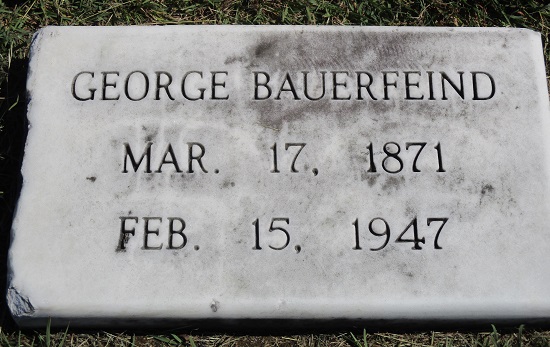 GEORGE BAUERFEIND
MAR. 17, 1871
FEB. 15, 1947